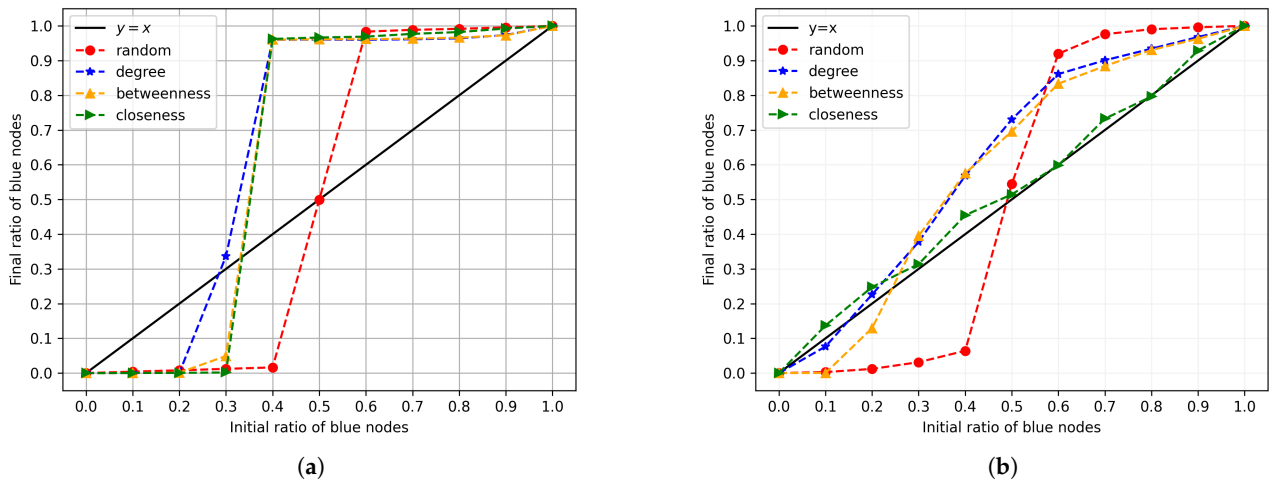 y = x
random
degree
betweenness
closeness
1.0
0.9
0.8
0.7
0.6
0.5
0.4
0.3
0.2
0.1
0.0
Final ratio of blue nodes
0.0 0.1 0.2 0.3 0.4 0.5 0.6 0.7 0.8 0.9 1.0
Initial ratio of blue nodes
(a)
y=x
random
degree
betweenness
closeness
1.0
0.9
0.8
0.7
0.6
0.5
0.4
0.3
0.2
0.1
0.0
Final ratio of blue nodes
0.0 0.1 0.2 0.3 0.4 0.5 0.6 0.7 0.8 0.9 1.0
Initial ratio of blue nodes
(b)